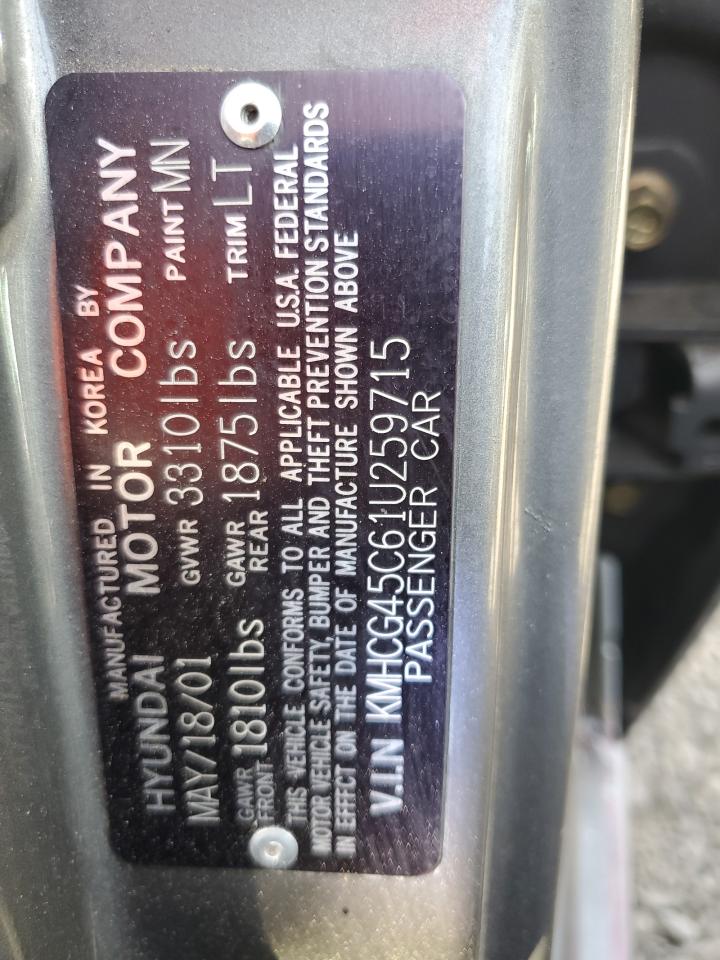 MANUFACTURED IN KOREA BY
HYUNDAI MOTOR COMPANY
MAY/18/01 GVWR 3310lbs PAINT MN
GAWR FRONT 1810lbs GAWR REAR 1875lbs TRIM LT
THIS VEHICLE CONFORMS TO ALL APPLICABLE U.S.A. FEDERAL
MOTOR VEHICLE SAFETY, BUMPER AND THEFT PREVENTION STANDARDS
IN EFFECT ON THE DATE OF MANUFACTURE SHOWN ABOVE
V.I.N KMHCG45C61U259715
PASSENGER CAR